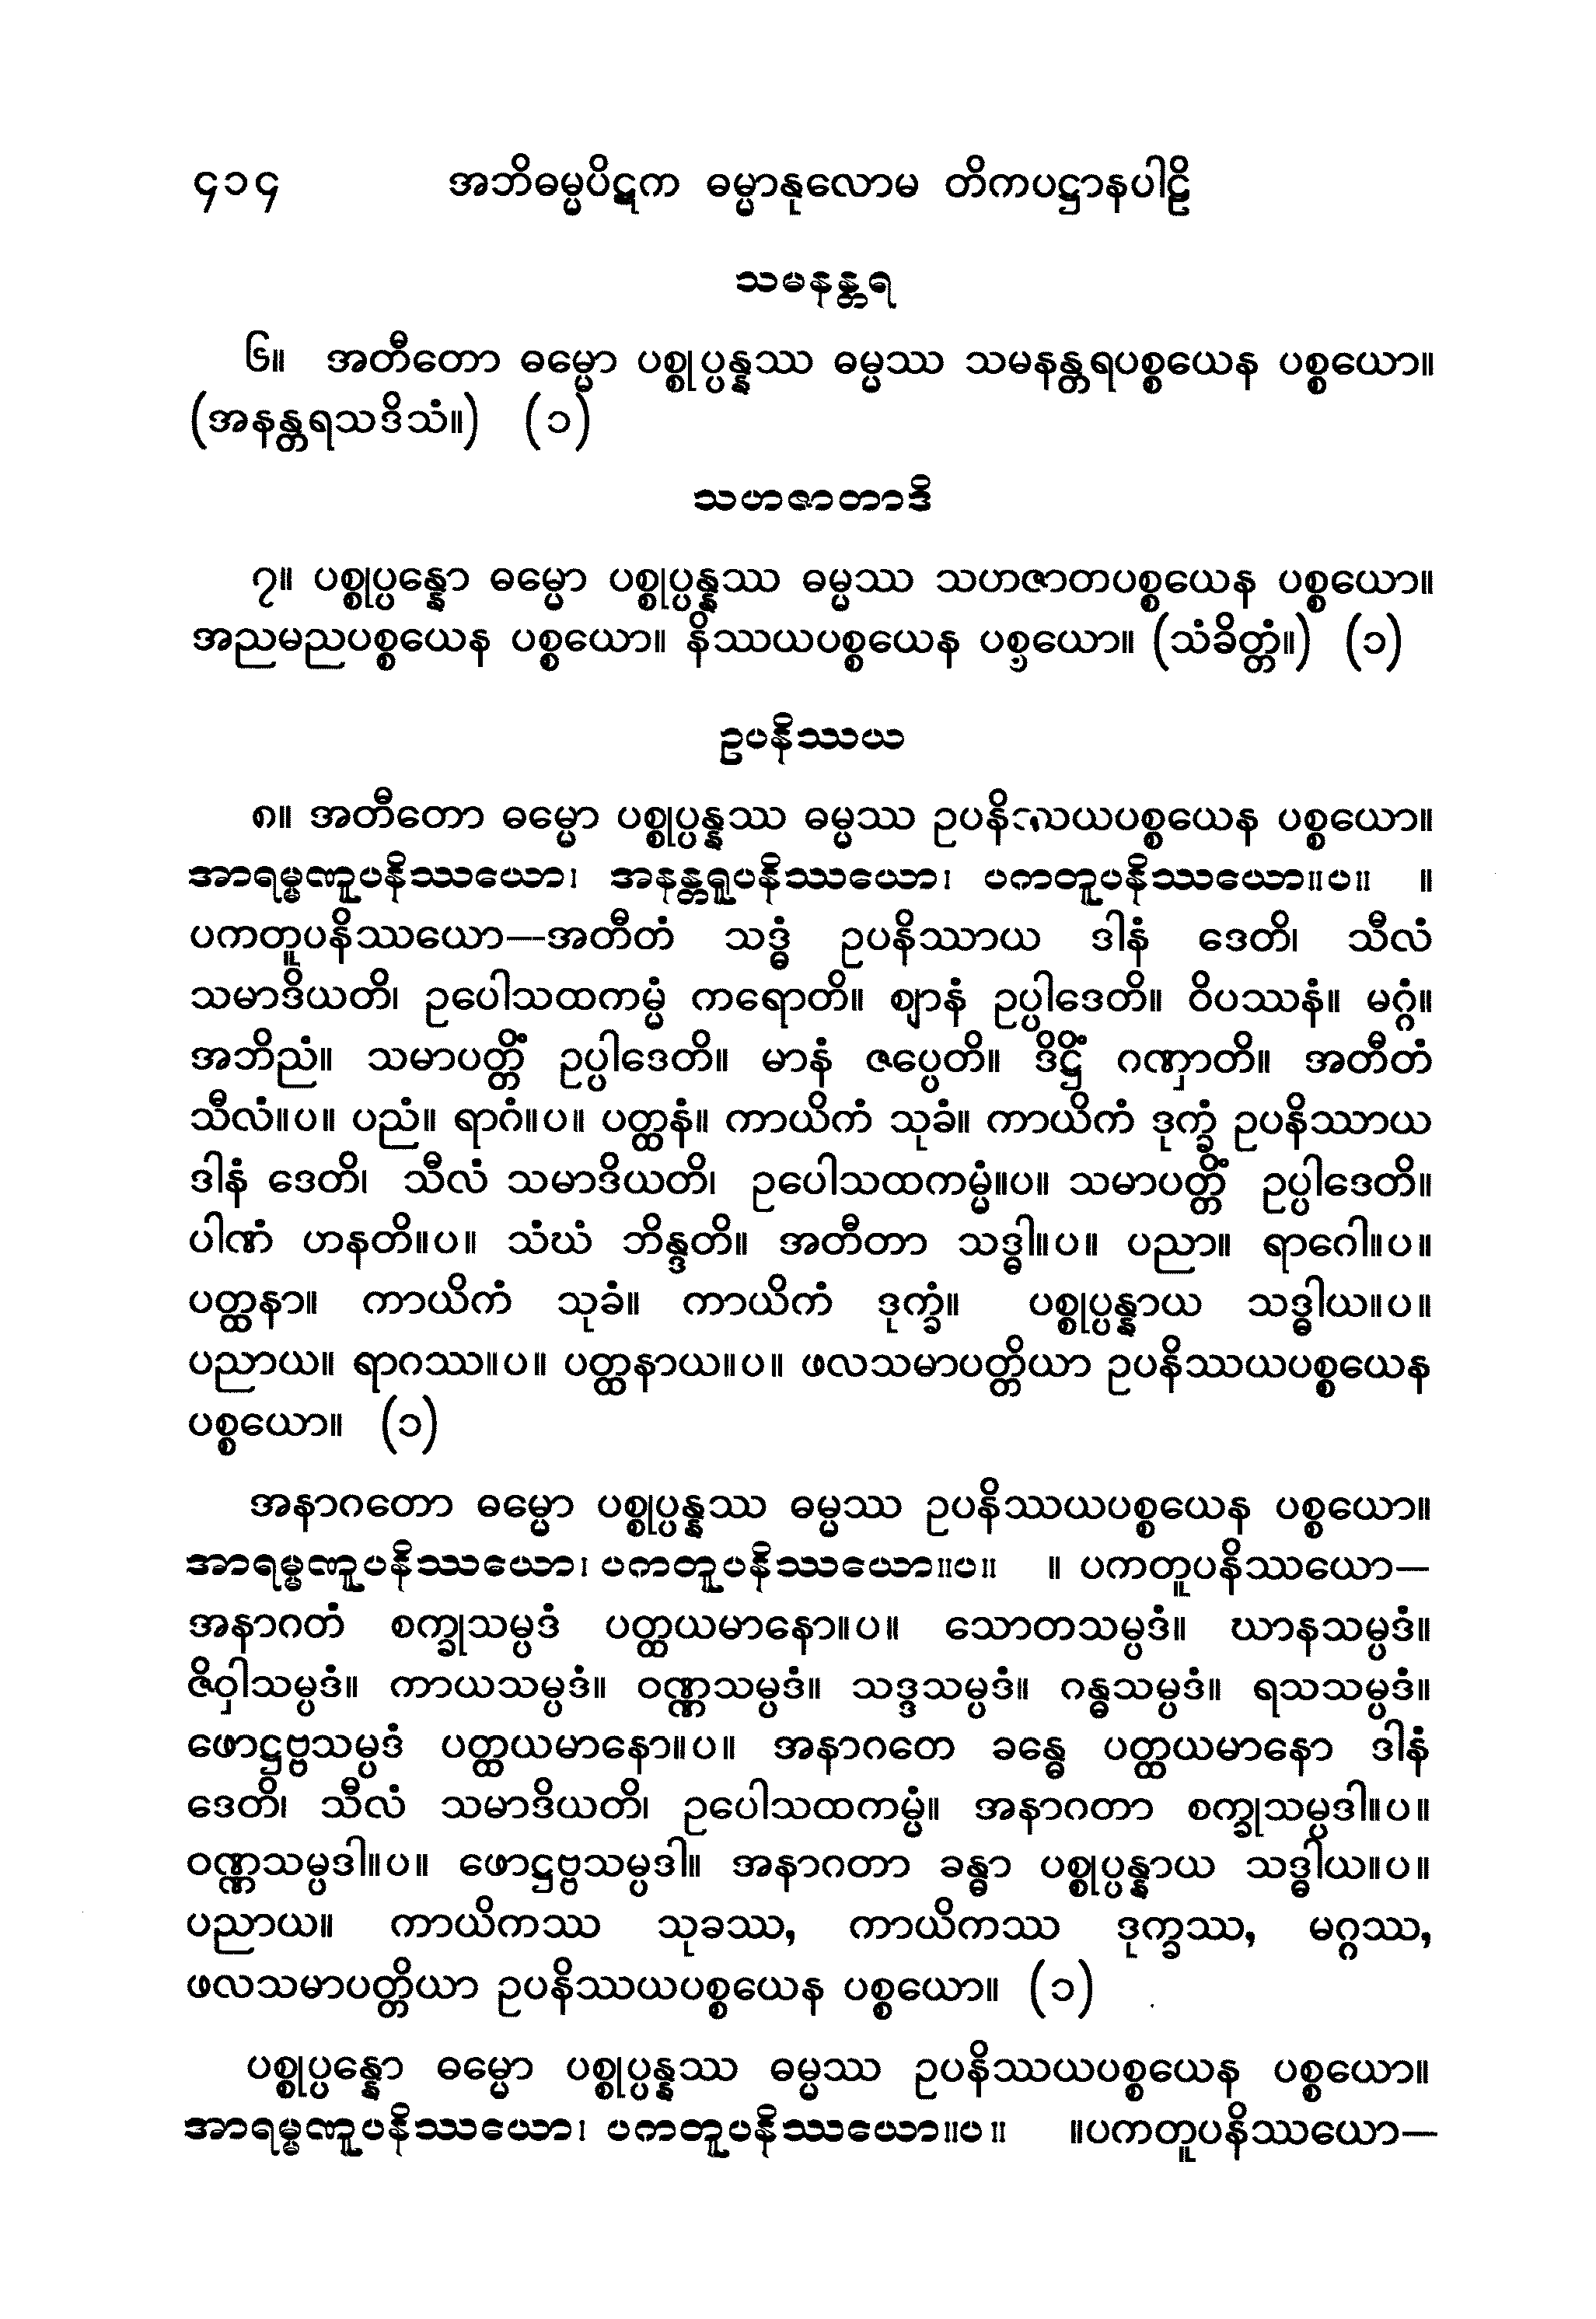 ၄၁၄ အဘိဓမ္မပိဋက ဓမ္မာနုလောမ တိကပဋ္ဌာနပါဠိ
သမနန္တရ
၆။ အတီတော ဓမ္မော ပစ္စုပ္ပန္နဿ ဓမ္မဿ သမနန္တရပစ္စယေန ပစ္စယော။
(အနန္တရသဒိသံ။) (၁)
သဟဇာတာဒိ
၇။ ပစ္စုပ္ပန္နော ဓမ္မော ပစ္စုပ္ပန္နဿ ဓမ္မဿ သဟဇာတပစ္စယေန ပစ္စယော။
အညမညပစ္စယေန ပစ္စယော။ နိဿယပစ္စယေန ပစ္စယော။ (သံခိတ္တံ။) (၁)
ဥပနိဿယ
၈။ အတီတော ဓမ္မော ပစ္စုပ္ပန္နဿ ဓမ္မဿ ဥပနိဿယပစ္စယေန ပစ္စယော။
အာရမ္မဏူပနိဿယော၊ အနန္တရူပနိဿယော၊ ပကတူပနိဿယော။ပ။ ။
ပကတူပနိဿယော—အတီတံ သဒ္ဓံ ဥပနိဿာယ ဒါနံ ဒေတိ၊ သီလံ
သမာဒိယတိ၊ ဥပေါသထကမ္မံ ကရောတိ။ ဈာနံ ဥပ္ပါဒေတိ။ ဝိပဿနံ။ မဂ္ဂံ။
အဘိညံ။ သမာပတ္တိံ ဥပ္ပါဒေတိ။ မာနံ ဇပ္ပေတိ။ ဒိဋ္ဌိံ ဂဏှာတိ။ အတီတံ
သီလံ။ပ။ ပညံ။ ရာဂံ။ပ။ ပတ္ထနံ။ ကာယိကံ သုခံ။ ကာယိကံ ဒုက္ခံ ဥပနိဿာယ
ဒါနံ ဒေတိ၊ သီလံ သမာဒိယတိ၊ ဥပေါသထကမ္မံ။ပ။ သမာပတ္တိံ ဥပ္ပါဒေတိ။
ပါဏံ ဟနတိ။ပ။ သံဃံ ဘိန္ဒတိ။ အတီတာ သဒ္ဓါ။ပ။ ပညာ။ ရာဂေါ။ပ။
ပတ္ထနာ။ ကာယိကံ သုခံ။ ကာယိကံ ဒုက္ခံ။ ပစ္စုပ္ပန္နာယ သဒ္ဓါယ။ပ။
ပညာယ။ ရာဂဿ။ပ။ ပတ္ထနာယ။ပ။ ဖလသမာပတ္တိယာ ဥပနိဿယပစ္စယေန
ပစ္စယော။ (၁)
အနာဂတော ဓမ္မော ပစ္စုပ္ပန္နဿ ဓမ္မဿ ဥပနိဿယပစ္စယေန ပစ္စယော။
အာရမ္မဏူပနိဿယော၊ ပကတူပနိဿယော။ပ။ ။ ပကတူပနိဿယော—
အနာဂတံ စက္ခုသမ္ပဒံ ပတ္ထယမာနော။ပ။ သောတသမ္ပဒံ။ ဃာနသမ္ပဒံ။
ဇိဝှါသမ္ပဒံ။ ကာယသမ္ပဒံ။ ဝဏ္ဏသမ္ပဒံ။ သဒ္ဒသမ္ပဒံ။ ဂန္ဓသမ္ပဒံ။ ရသသမ္ပဒံ။
ဖောဋ္ဌဗ္ဗသမ္ပဒံ ပတ္ထယမာနော။ပ။ အနာဂတေ ခန္ဓေ ပတ္ထယမာနော ဒါနံ
ဒေတိ၊ သီလံ သမာဒိယတိ၊ ဥပေါသထကမ္မံ။ အနာဂတာ စက္ခုသမ္ပဒါ။ပ။
ဝဏ္ဏသမ္ပဒါ။ပ။ ဖောဋ္ဌဗ္ဗသမ္ပဒါ။ အနာဂတာ ခန္ဓာ ပစ္စုပ္ပန္နာယ သဒ္ဓါယ။ပ။
ပညာယ။ ကာယိကဿ သုခဿ, ကာယိကဿ ဒုက္ခဿ, မဂ္ဂဿ,
ဖလသမာပတ္တိယာ ဥပနိဿယပစ္စယေန ပစ္စယော။ (၁)
ပစ္စုပ္ပန္နော ဓမ္မော ပစ္စုပ္ပန္နဿ ဓမ္မဿ ဥပနိဿယပစ္စယေန ပစ္စယော။
အာရမ္မဏူပနိဿယော၊ ပကတူပနိဿယော။ပ။ ။ပကတူပနိဿယော—